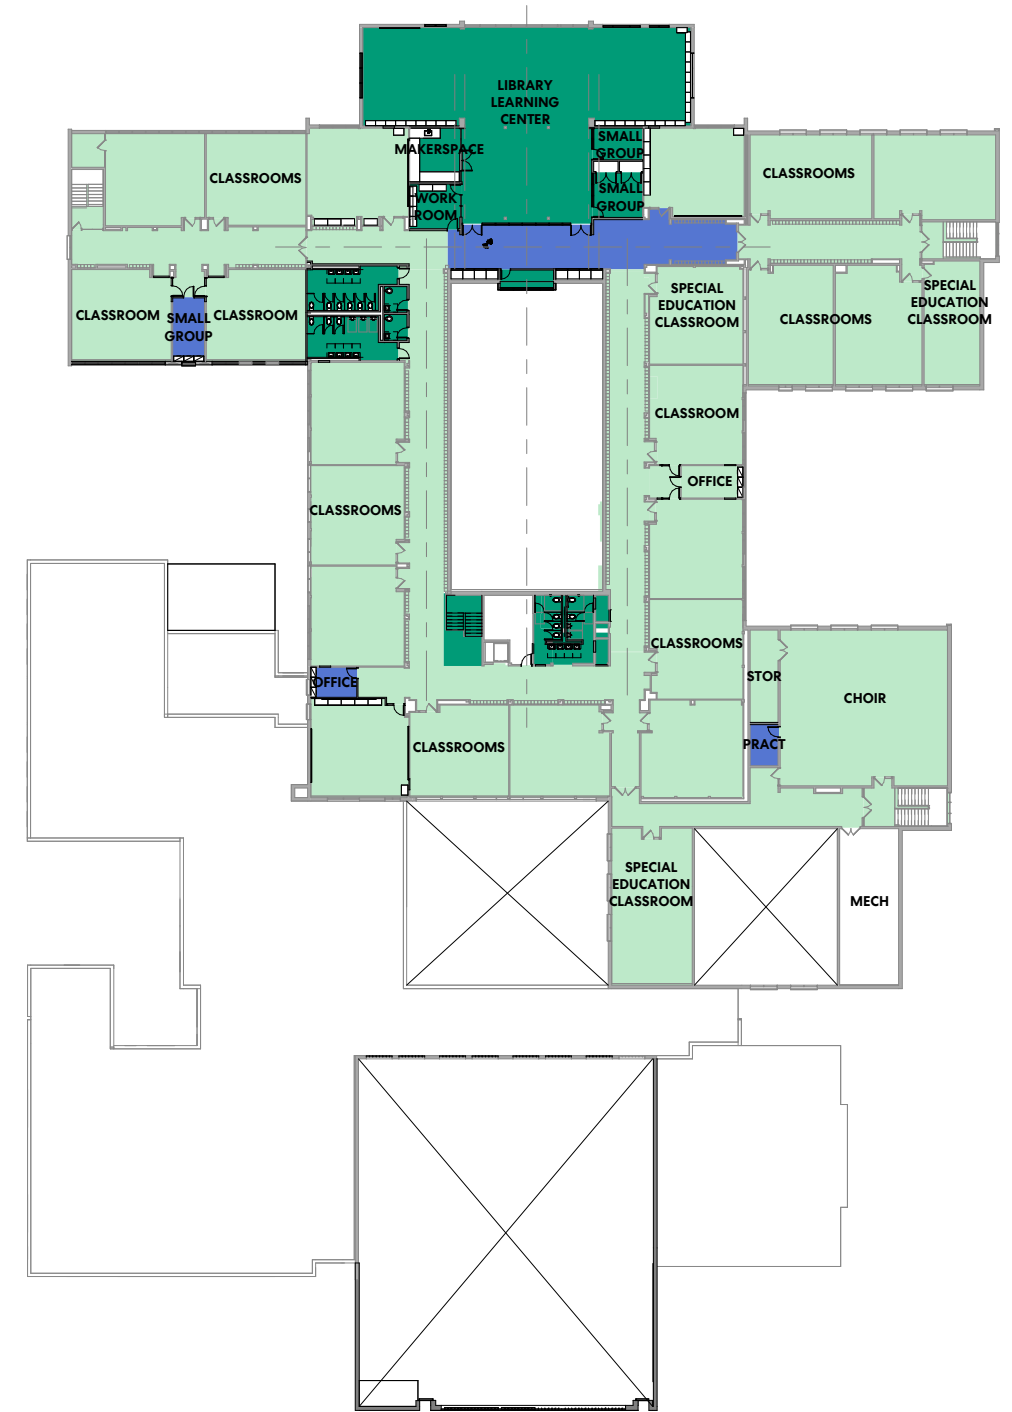 LIBRARY
LEARNING
CENTER
MAKERSPACE
SMALL
GROUP
WORK
ROOM
SMALL
GROUP
CLASSROOMS
CLASSROOMS
CLASSROOM
SMALL
GROUP
CLASSROOM
SPECIAL
EDUCATION
CLASSROOM
CLASSROOMS
SPECIAL
EDUCATION
CLASSROOM
CLASSROOM
OFFICE
CLASSROOMS
CLASSROOMS
OFFICE
STOR
CHOIR
PRACT
CLASSROOMS
SPECIAL
EDUCATION
CLASSROOM
MECH